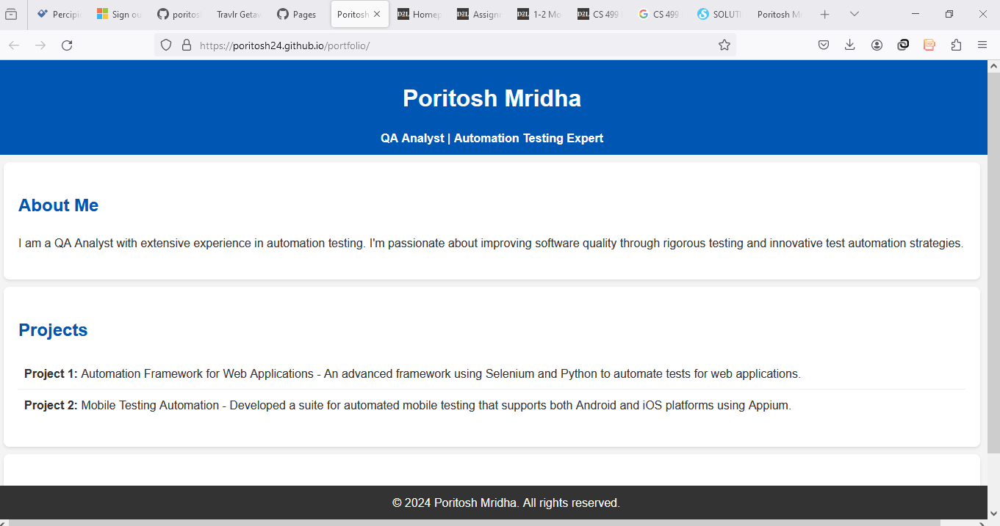 Percipi
Sign ou
poritos
Travlr Getav
Pages
Poritosh
D2L Homep
D2L Assignm
D2L 1-2 Mo
D2L CS 499
CS 499
SOLUTI
Poritosh M
https://poritosh24.github.io/portfolio/
Poritosh Mridha
QA Analyst | Automation Testing Expert
About Me
I am a QA Analyst with extensive experience in automation testing. I'm passionate about improving software quality through rigorous testing and innovative test automation strategies.
Projects
Project 1: Automation Framework for Web Applications - An advanced framework using Selenium and Python to automate tests for web applications.
Project 2: Mobile Testing Automation - Developed a suite for automated mobile testing that supports both Android and iOS platforms using Appium.
© 2024 Poritosh Mridha. All rights reserved.